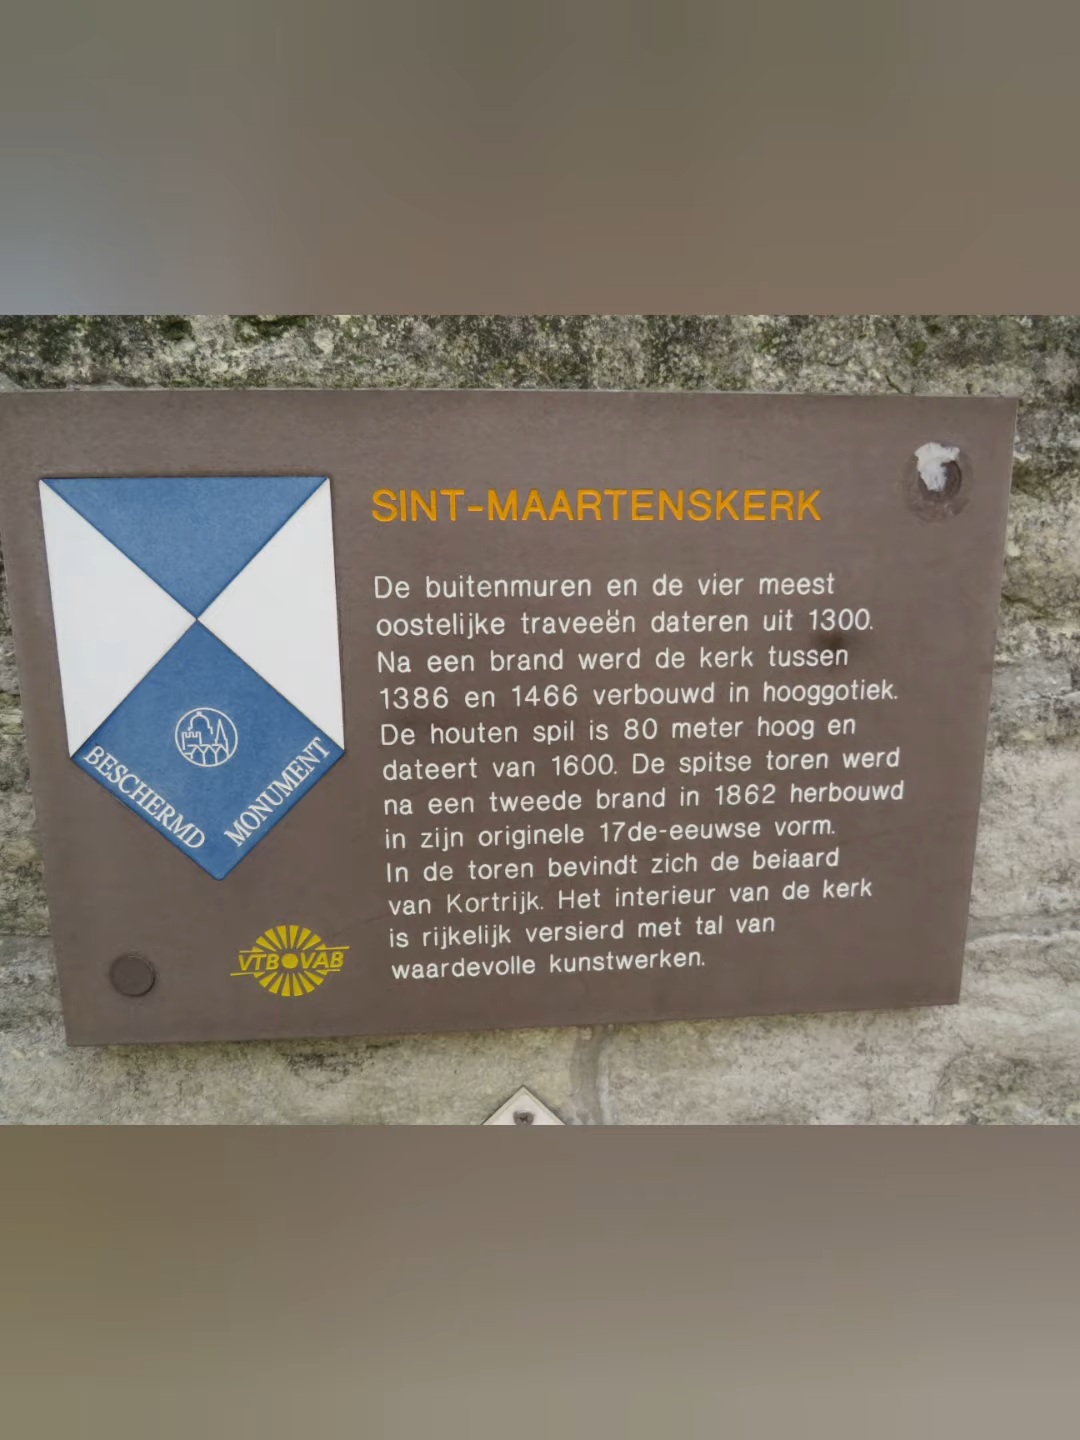 SINT-MAARTENSKERK
De buitenmuren en de vier meest
oostelijke traveeën dateren uit 1300.
Na een brand werd de kerk tussen
1386 en 1466 verbouwd in hooggotiek.
De houten spil is 80 meter hoog en
dateert van 1600. De spitse toren werd
na een tweede brand in 1862 herbouwd
in zijn originele 17de-eeuwse vorm.
In de toren bevindt zich de beiaard
van Kortrijk. Het interieur van de kerk
is rijkelijk versierd met tal van
waardevolle kunstwerken.
BESCHERMD
MONUMENT
VTB VAB